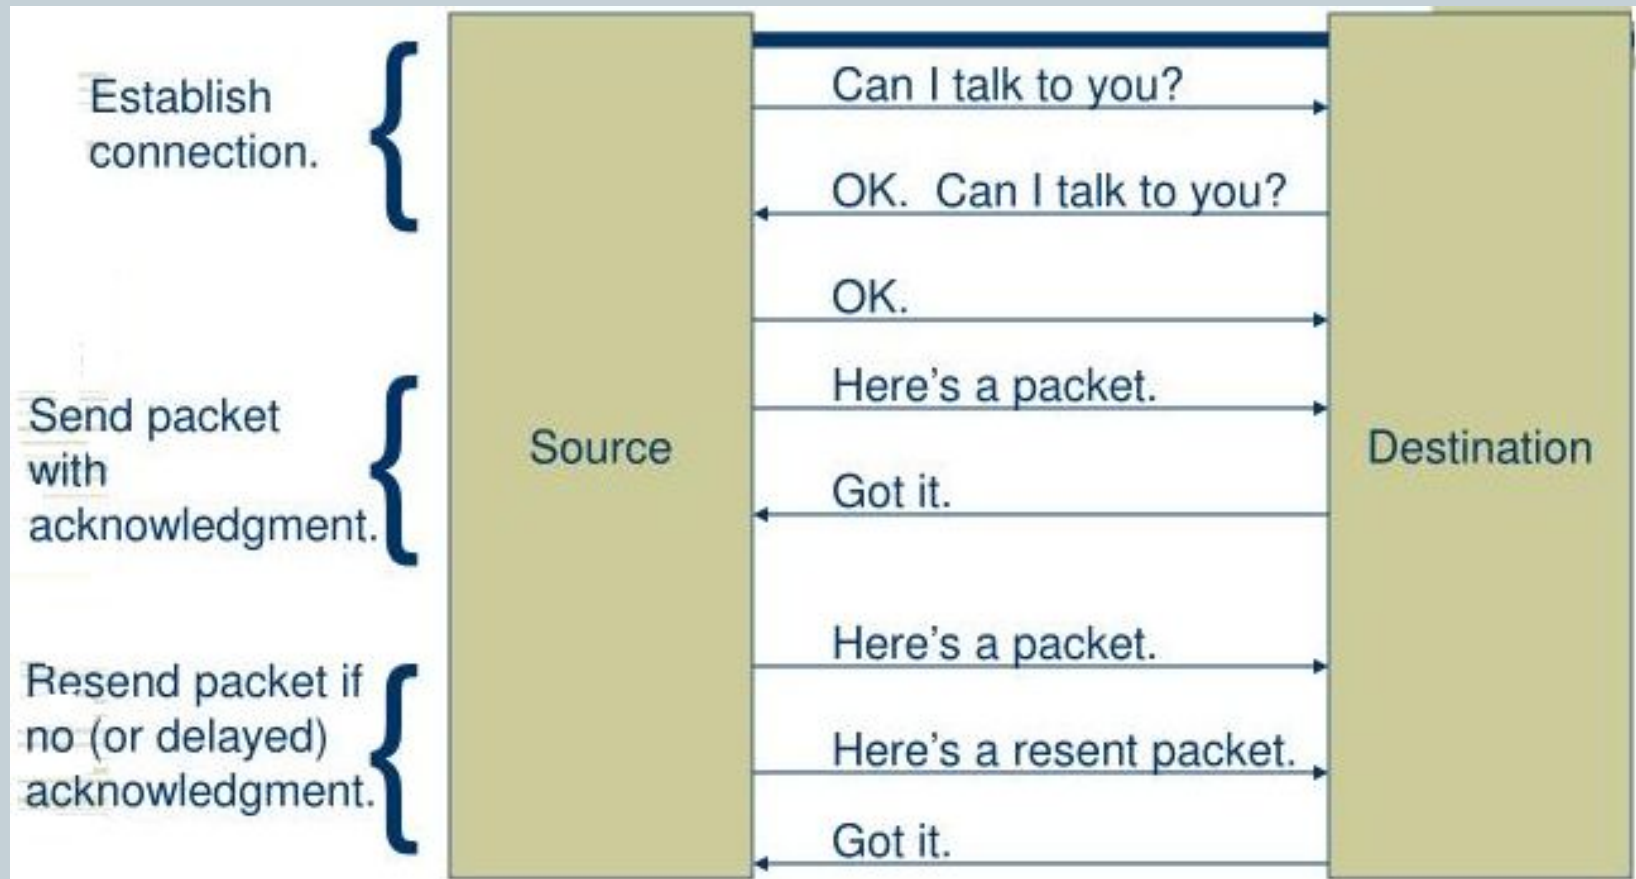 Establish
connection.
Can I talk to you?
OK.  Can I talk to you?
OK.
Send packet
with
acknowledgment.
Source
Here's a packet.
Got it.
Destination
Resend packet if
no (or delayed)
acknowledgment.
Here's a packet.
Here's a resent packet.
Got it.